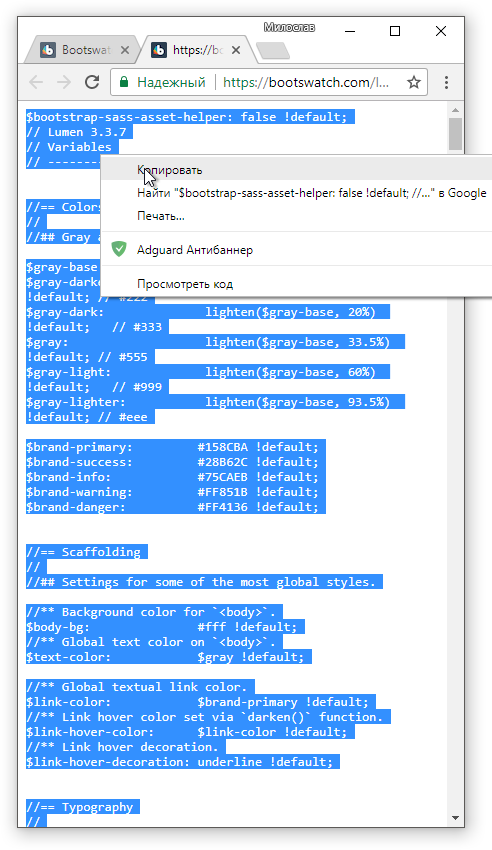 Милослав
Bootswatch
https://bo
Надежный
https://bootswatch.com/l...
$bootstrap-sass-asset-helper: false !default;
// Lumen 3.3.7
// Variables
// --------
Копировать
Найти "$bootstrap-sass-asset-helper: false !default; //..." в Google
Печать...
Adguard Антибаннер
Просмотреть код
//== Colors
//
//## Gray a
$gray-base
$gray-darke
!default; // #222
$gray-dark: lighten($gray-base, 20%)
!default; // #333
$gray: lighten($gray-base, 33.5%)
!default; // #555
$gray-light: lighten($gray-base, 60%)
!default; // #999
$gray-lighter: lighten($gray-base, 93.5%)
!default; // #eee
$brand-primary: #158CBA !default;
$brand-success: #28B62C !default;
$brand-info: #75CAEB !default;
$brand-warning: #FF851B !default;
$brand-danger: #FF4136 !default;
//== Scaffolding
//
//## Settings for some of the most global styles.
//** Background color for `<body>`.
$body-bg: #fff !default;
//** Global text color on `<body>`.
$text-color: $gray !default;
//** Global textual link color.
$link-color: $brand-primary !default;
//** Link hover color set via `darken()` function.
$link-hover-color: $link-color !default;
//** Link hover decoration.
$link-hover-decoration: underline !default;
//== Typography
//